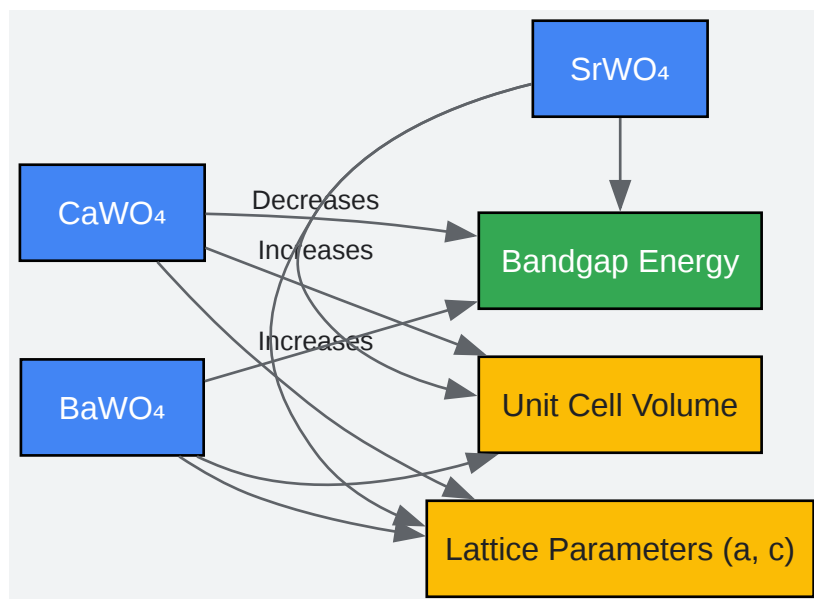 SrWO₄
CaWO₄
Decreases
Increases
Bandgap Energy
Increases
BaWO₄
Unit Cell Volume
Lattice Parameters (a, c)